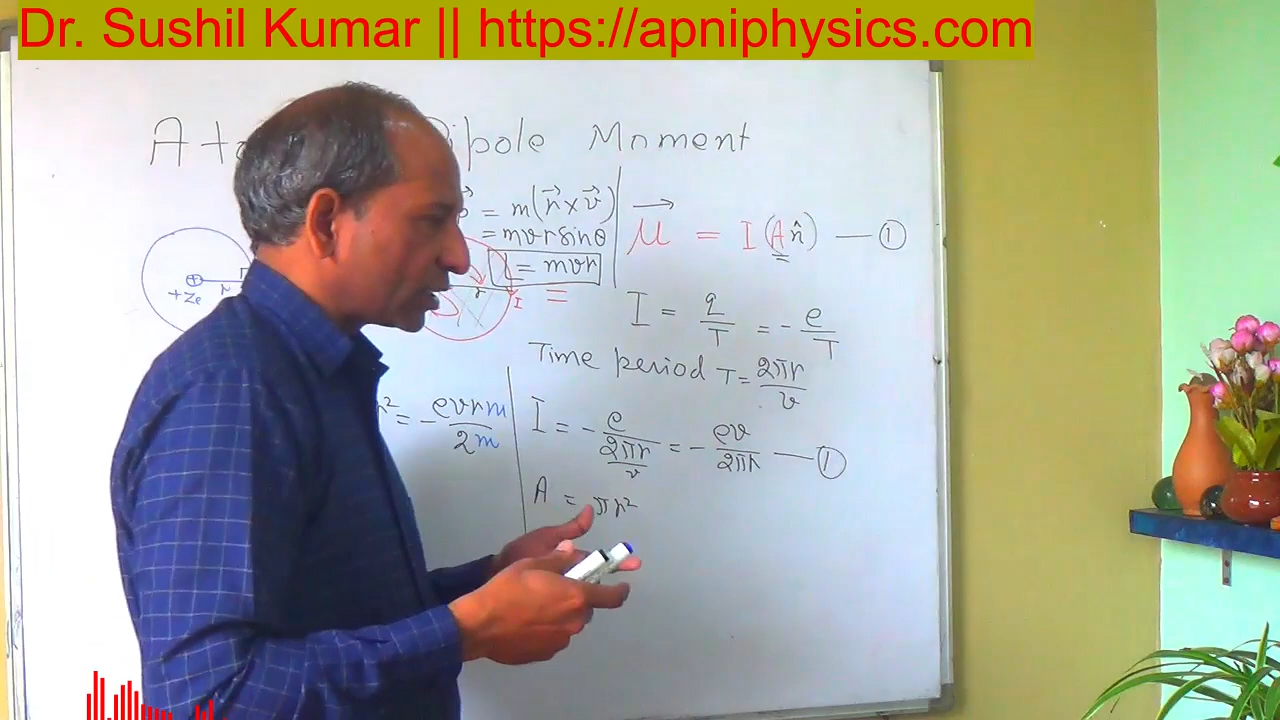 Dr. Sushil Kumar || https://apniphysics.com
Dipole Moment
= m(r⃗ × v⃗)
= mvr sinθ
L = mvr
=
I
r
+Ze
r
μ⃗ = I(A n̂) — ①
I = q/T = - e/T
Time period T = 2πr/v
I = - e/(2πr/v) = - ev/2πr — ①
A = πr²
r² = - evrm/2m